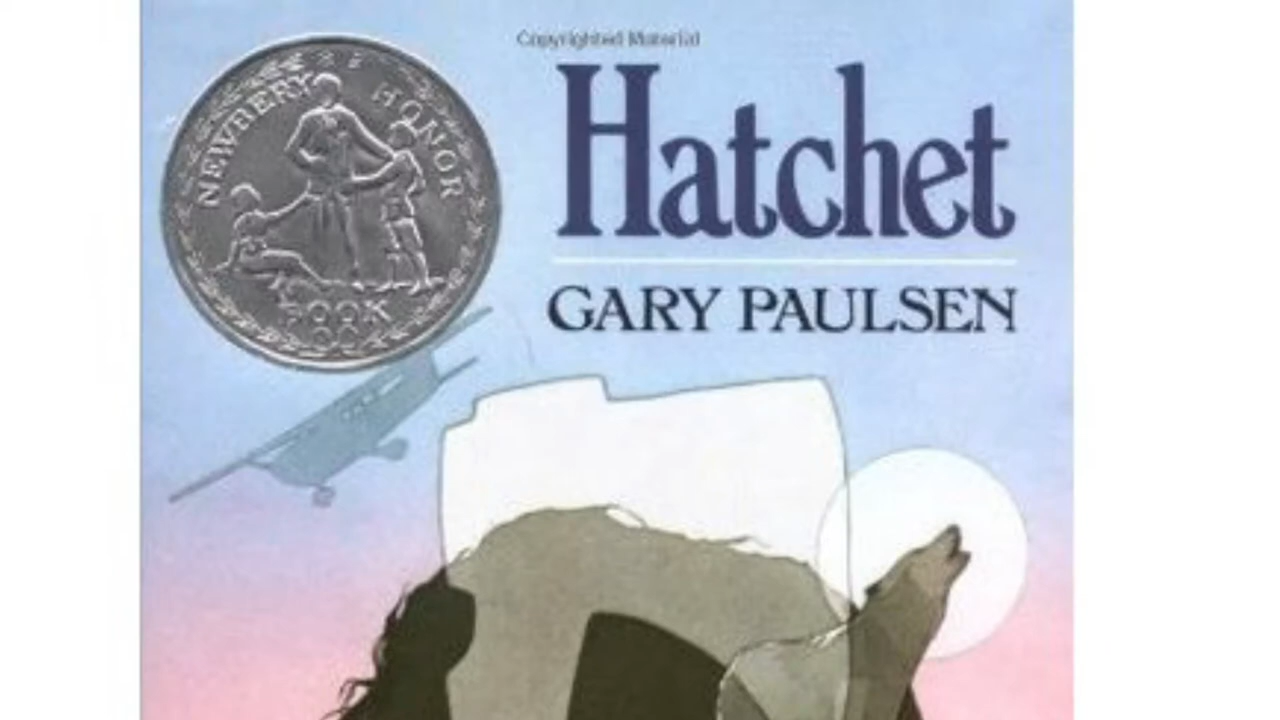 Copyrighted Material
NEWBERY HONOR
BOOK
Hatchet
GARY PAULSEN